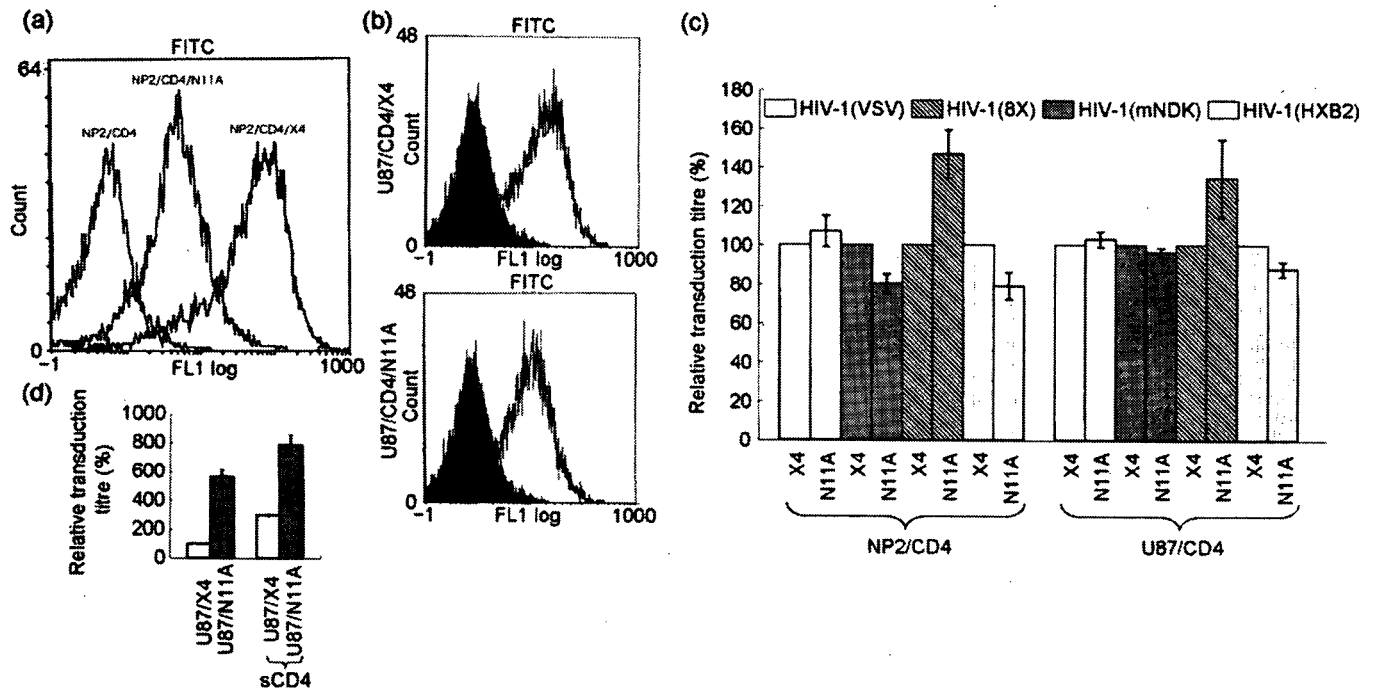 (a)
FITC
64
NP2/CD4/N11A
NP2/CD4
NP2/CD4/X4
Count
0
-1
FL1 log
1000
(b)
FITC
48
U87/CD4/X4
Count
0
-1
FL1 log
1000
FITC
48
U87/CD4/N11A
Count
0
-1
FL1 log
1000
(c)
180
160
140
120
100
80
60
40
20
0
Relative transduction titre (%)
HIV-1(VSV)
HIV-1(8X)
HIV-1(mNDK)
HIV-1(HXB2)
X4
N11A
X4
N11A
X4
N11A
X4
N11A
X4
N11A
X4
N11A
X4
N11A
X4
N11A
NP2/CD4
U87/CD4
(d)
Relative transduction
titre (%)
1000
800
600
400
200
0
U87/X4
U87/N11A
U87/X4
U87/N11A
sCD4